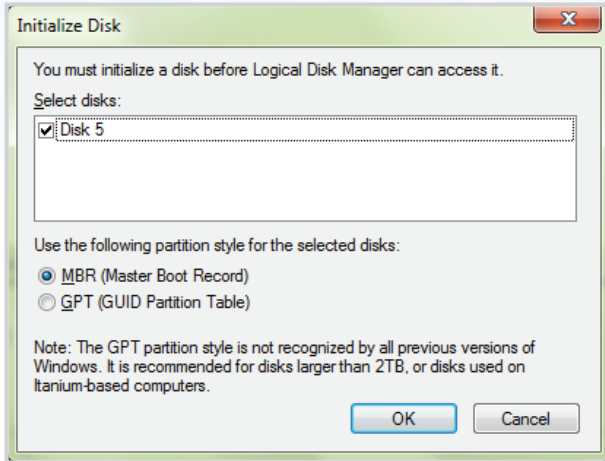 Initialize Disk
You must initialize a disk before Logical Disk Manager can access it.
Select disks:
Disk 5
Use the following partition style for the selected disks:
MBR (Master Boot Record)
GPT (GUID Partition Table)
Note: The GPT partition style is not recognized by all previous versions of
Windows. It is recommended for disks larger than 2TB, or disks used on
Itanium-based computers.
OK Cancel